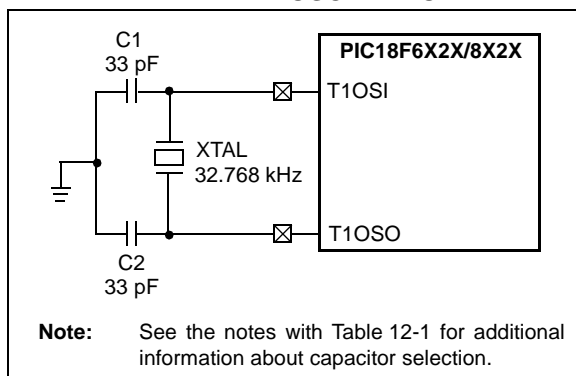 C1
33 pF
PIC18F6X2X/8X2X
T1OSI
XTAL
32.768 kHz
T1OSO
C2
33 pF
Note: See the notes with Table 12-1 for additional
information about capacitor selection.